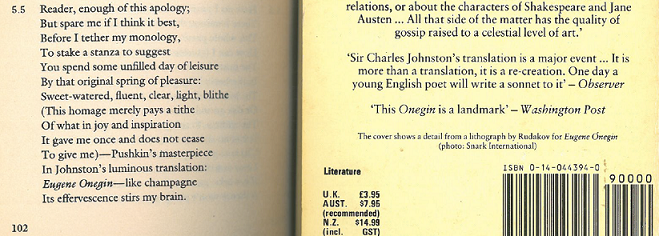 5.5 Reader, enough of this apology;
But spare me if I think it best,
Before I tether my monology,
To stake a stanza to suggest
You spend some unfilled day of leisure
By that original spring of pleasure:
Sweet-watered, fluent, clear, light, blithe
(This homage merely pays a tithe
Of what in joy and inspiration
It gave me once and does not cease
To give me)—Pushkin's masterpiece
In Johnston's luminous translation:
Eugene Onegin—like champagne
Its effervescence stirs my brain.
102
relations, or about the characters of Shakespeare and Jane
Austen ... All that side of the matter has the quality of
gossip raised to a celestial level of art.'
'Sir Charles Johnston's translation is a major event ... It is
more than a translation, it is a re-creation. One day a
young English poet will write a sonnet to it' – Observer
'This Onegin is a landmark' – Washington Post
The cover shows a detail from a lithograph by Rudakov for Eugene Onegin
(photo: Snark International)
Literature
U.K. £3.95
AUST. $7.95
(recommended)
N.Z. $14.99
(incl. GST)
ISBN 0-14-044394-0
90000